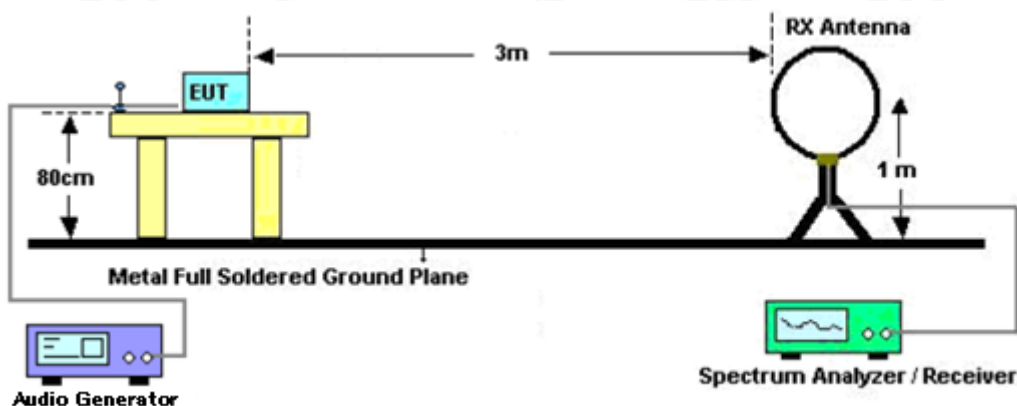 RX Antenna
3m
EUT
80cm
1 m
Metal Full Soldered Ground Plane
Audio Generator
Spectrum Analyzer / Receiver